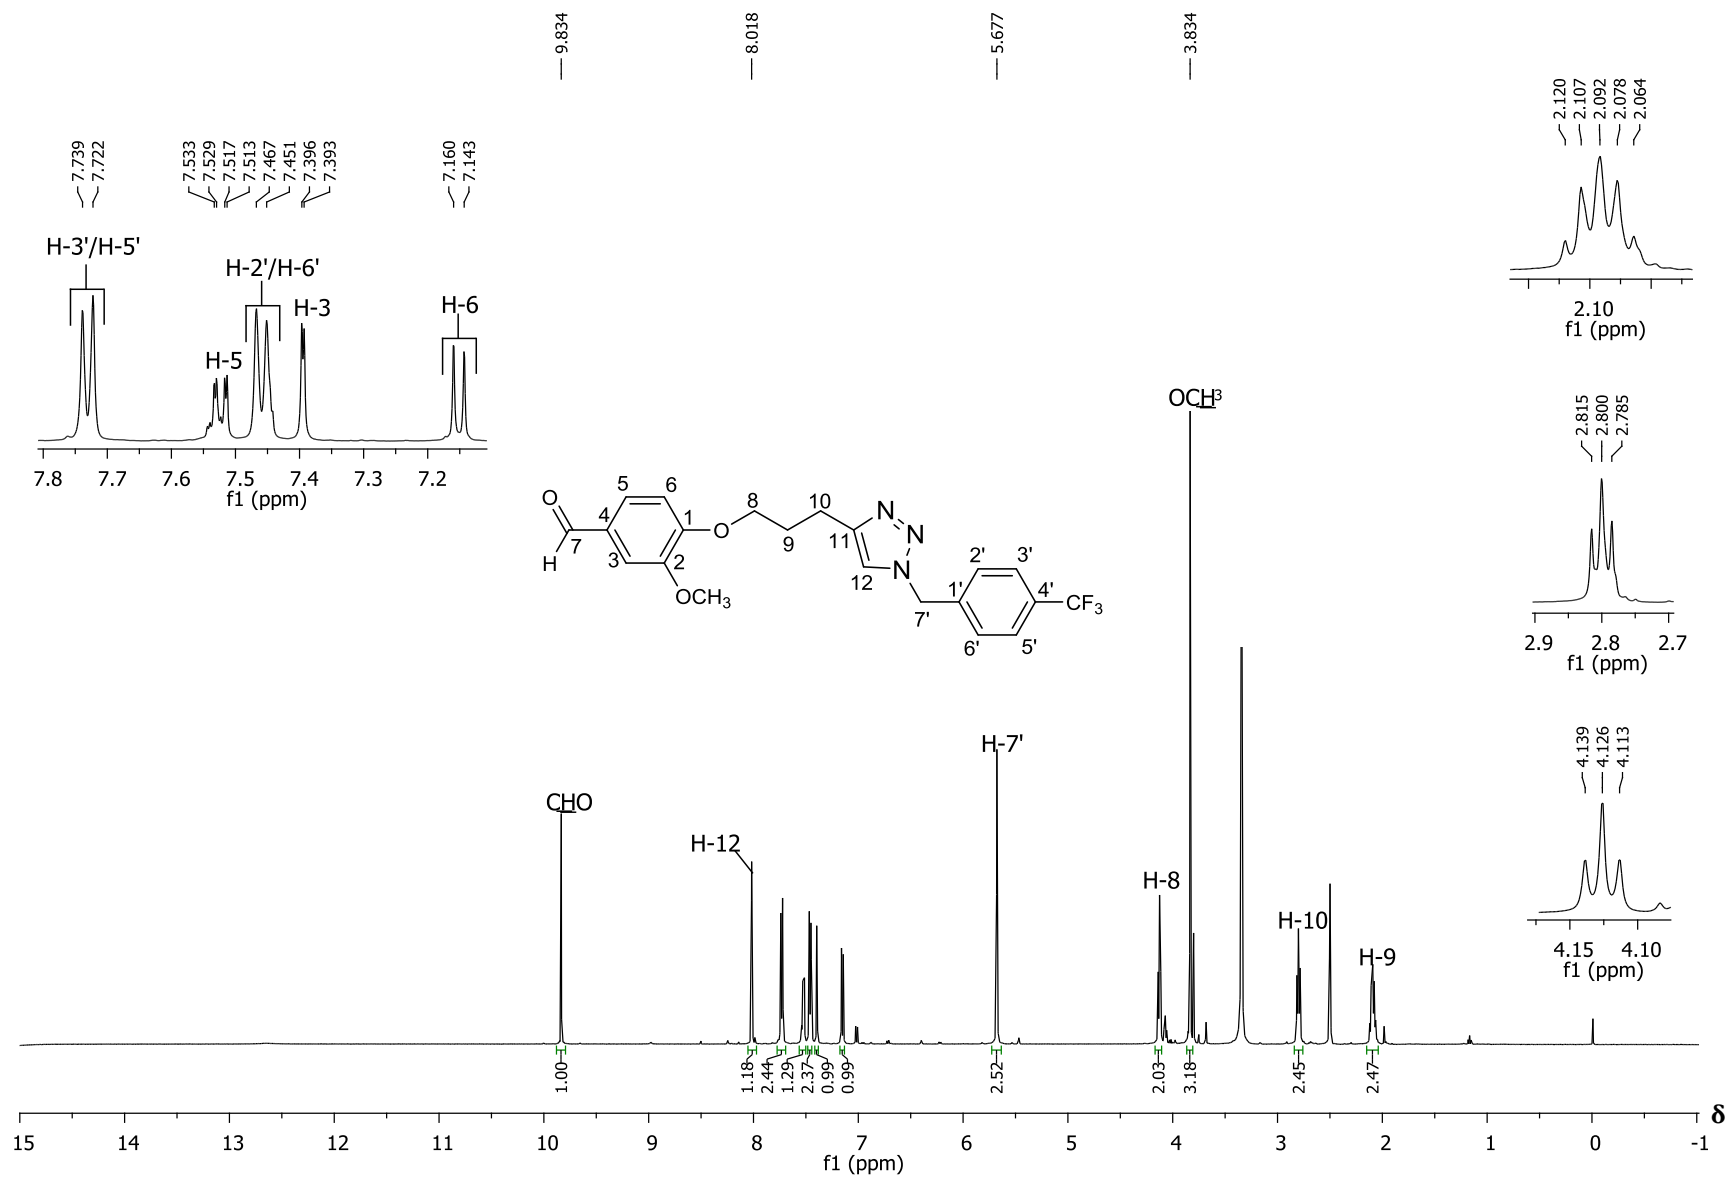 9.834
8.018
5.677
3.834
2.120
2.107
2.092
2.078
2.064
2.10
f1 (ppm)
7.739
7.722
7.533
7.529
7.517
7.513
7.467
7.451
7.396
7.393
7.160
7.143
H-3'/H-5'
H-5
H-2'/H-6'
H-3
H-6
7.8 7.7 7.6 7.5 7.4 7.3 7.2
f1 (ppm)
2.815
2.800
2.785
2.9 2.8 2.7
f1 (ppm)
4.139
4.126
4.113
4.15 4.10
f1 (ppm)
O
H
7
4
5
6
1
2
3
OCH3
O
8
9
10
11
12
N
N
N
7'
1'
2'
3'
4'
5'
6'
CF3
CHO
H-12
H-7'
H-8
OCH3
H-10
H-9
1.00
1.18
2.44
1.29
2.37
0.99
0.99
2.52
2.03
3.18
2.45
2.47
15 14 13 12 11 10 9 8 7 6 5 4 3 2 1 0 -1
δ
f1 (ppm)